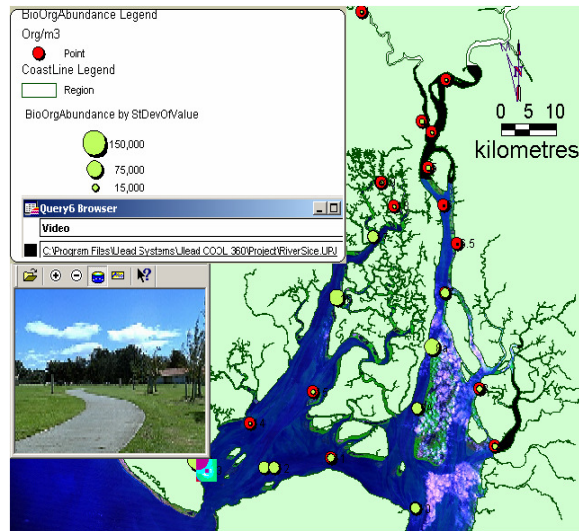 BioOrgAbundance Legend
Org/m3
Point
CoastLine Legend
Region
BioOrgAbundance by StDevOfValue
150,000
75,000
15,000
Query6 Browser
Video
C:\Program Files\Ulead Systems\Ulead COOL 360\Project\RiverSice.UPJ
N
0 5 10
kilometres
5.5
4
2